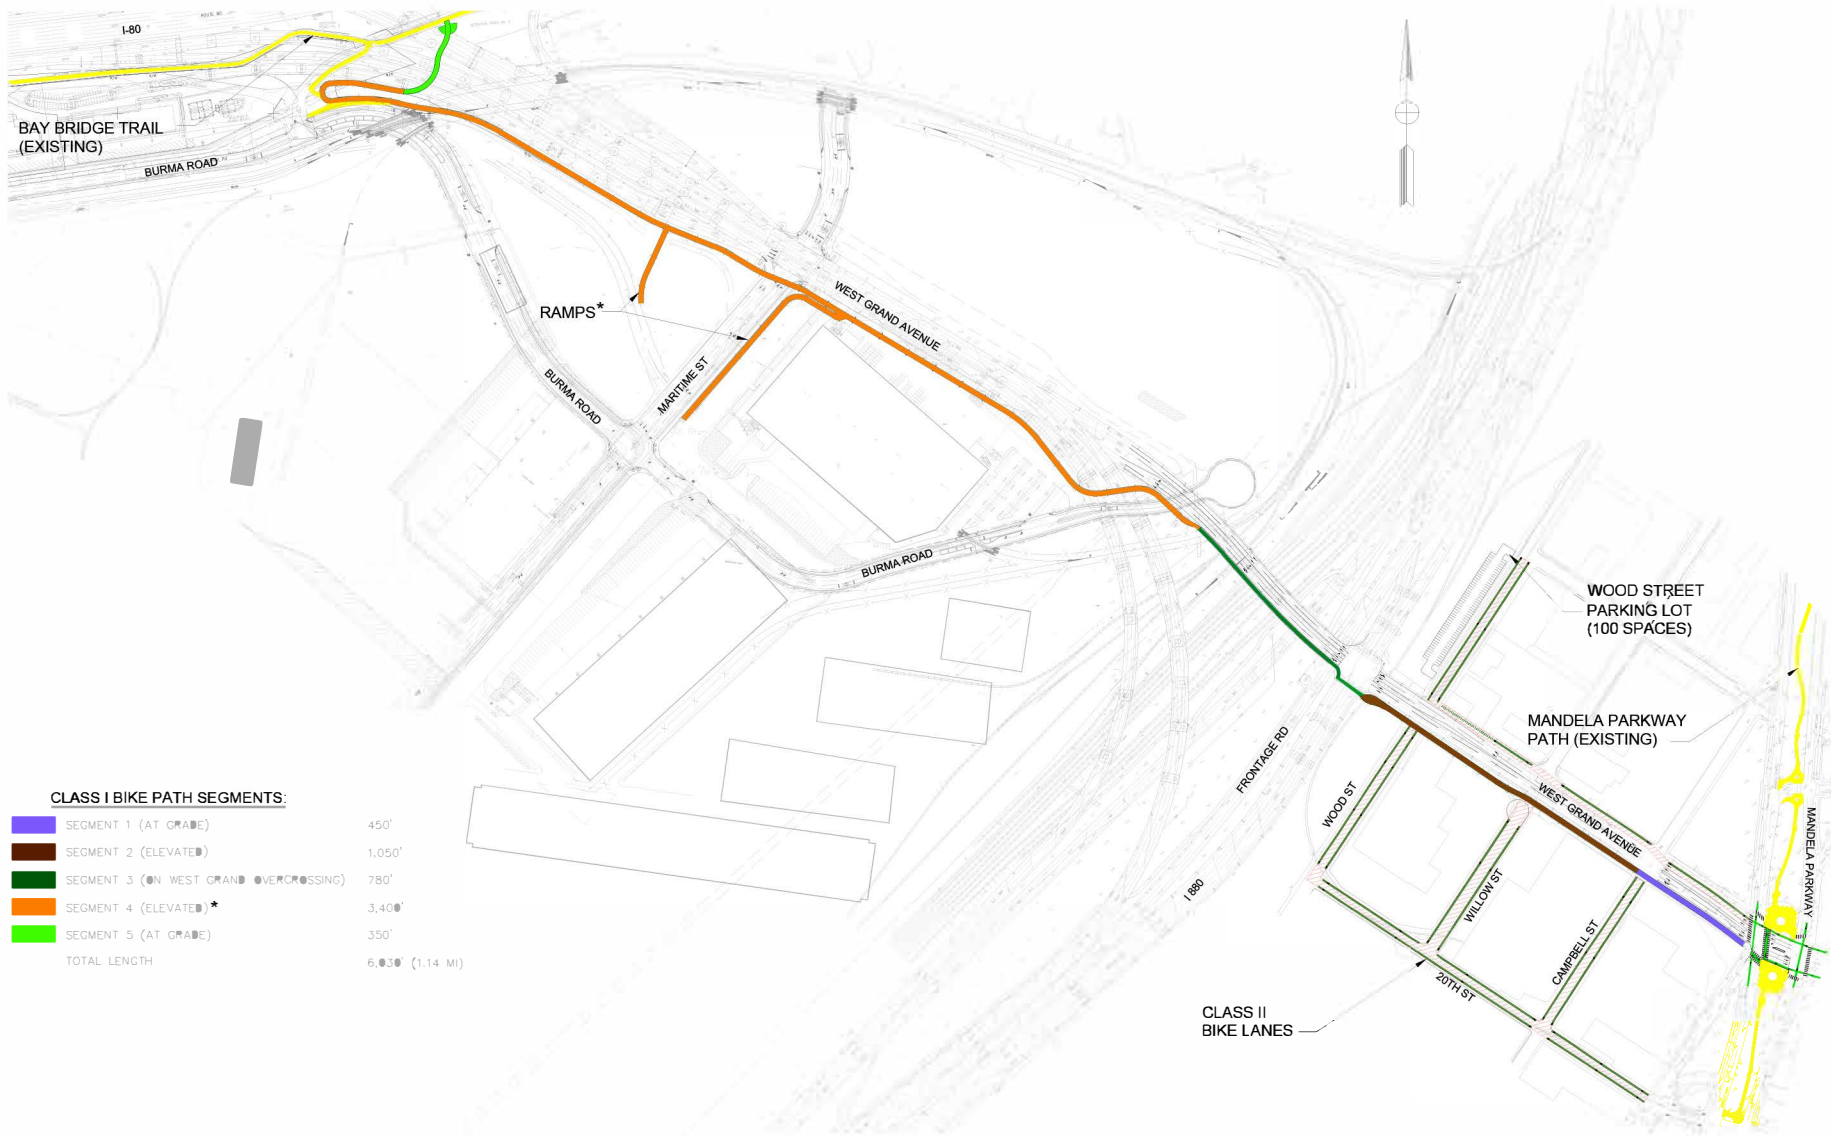 I-80
BAY BRIDGE TRAIL
(EXISTING)
BURMA ROAD
RAMPS*
WEST GRAND AVENUE
MARITIME ST
BURMA ROAD
BURMA ROAD
WOOD STREET
PARKING LOT
(100 SPACES)
MANDELA PARKWAY
PATH (EXISTING)
FRONTAGE RD
WOOD ST
WEST GRAND AVENUE
MANDELA PARKWAY
I 880
WILLOW ST
CAMPBELL ST
20TH ST
CLASS II
BIKE LANES
CLASS I BIKE PATH SEGMENTS:
SEGMENT 1 (AT GRADE) 450'
SEGMENT 2 (ELEVATED) 1,050'
SEGMENT 3 (ON WEST GRAND OVERCROSSING) 780'
SEGMENT 4 (ELEVATED)* 3,400'
SEGMENT 5 (AT GRADE) 350'
TOTAL LENGTH 6,030' (1.14 MI)